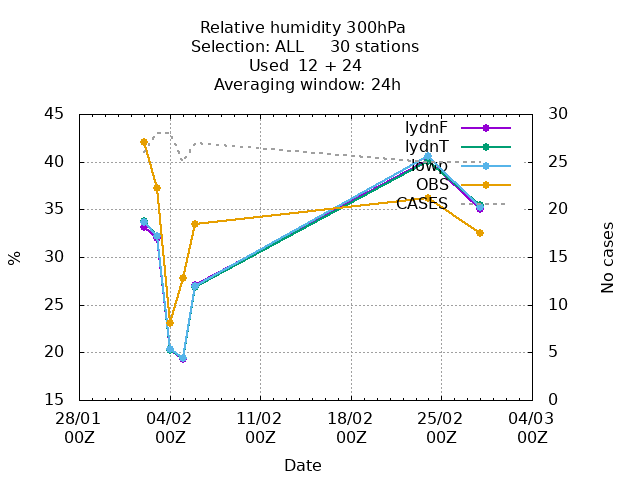 Relative humidity 300hPa
Selection: ALL     30 stations
Used  12 + 24
Averaging window: 24h
45 30
lydnF
lydnT
40 25
lowo
OBS
CASES
35 20
% No cases
30 15
25 10
20 5
15 0
28/01 04/02 11/02 18/02 25/02 04/03
00Z 00Z 00Z 00Z 00Z 00Z
Date